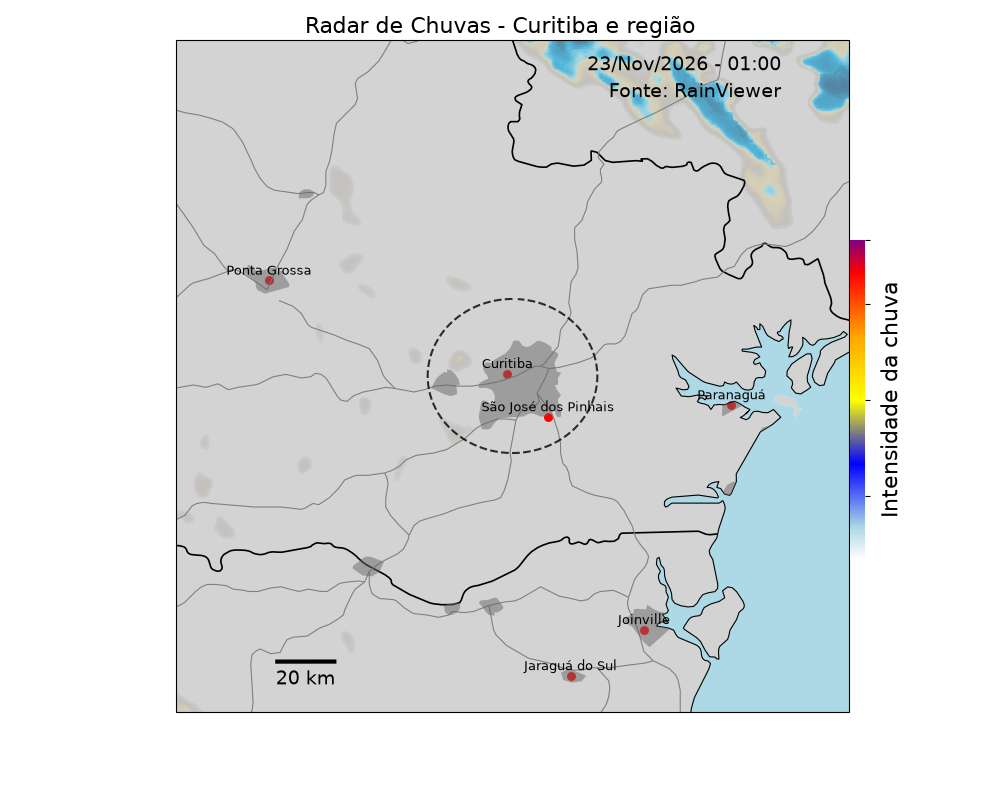 Radar de Chuvas - Curitiba e região
23/Nov/2026 - 01:00
Fonte: RainViewer
Ponta Grossa
Curitiba
São José dos Pinhais
Paranaguá
Intensidade da chuva
Joinville
Jaraguá do Sul
20 km